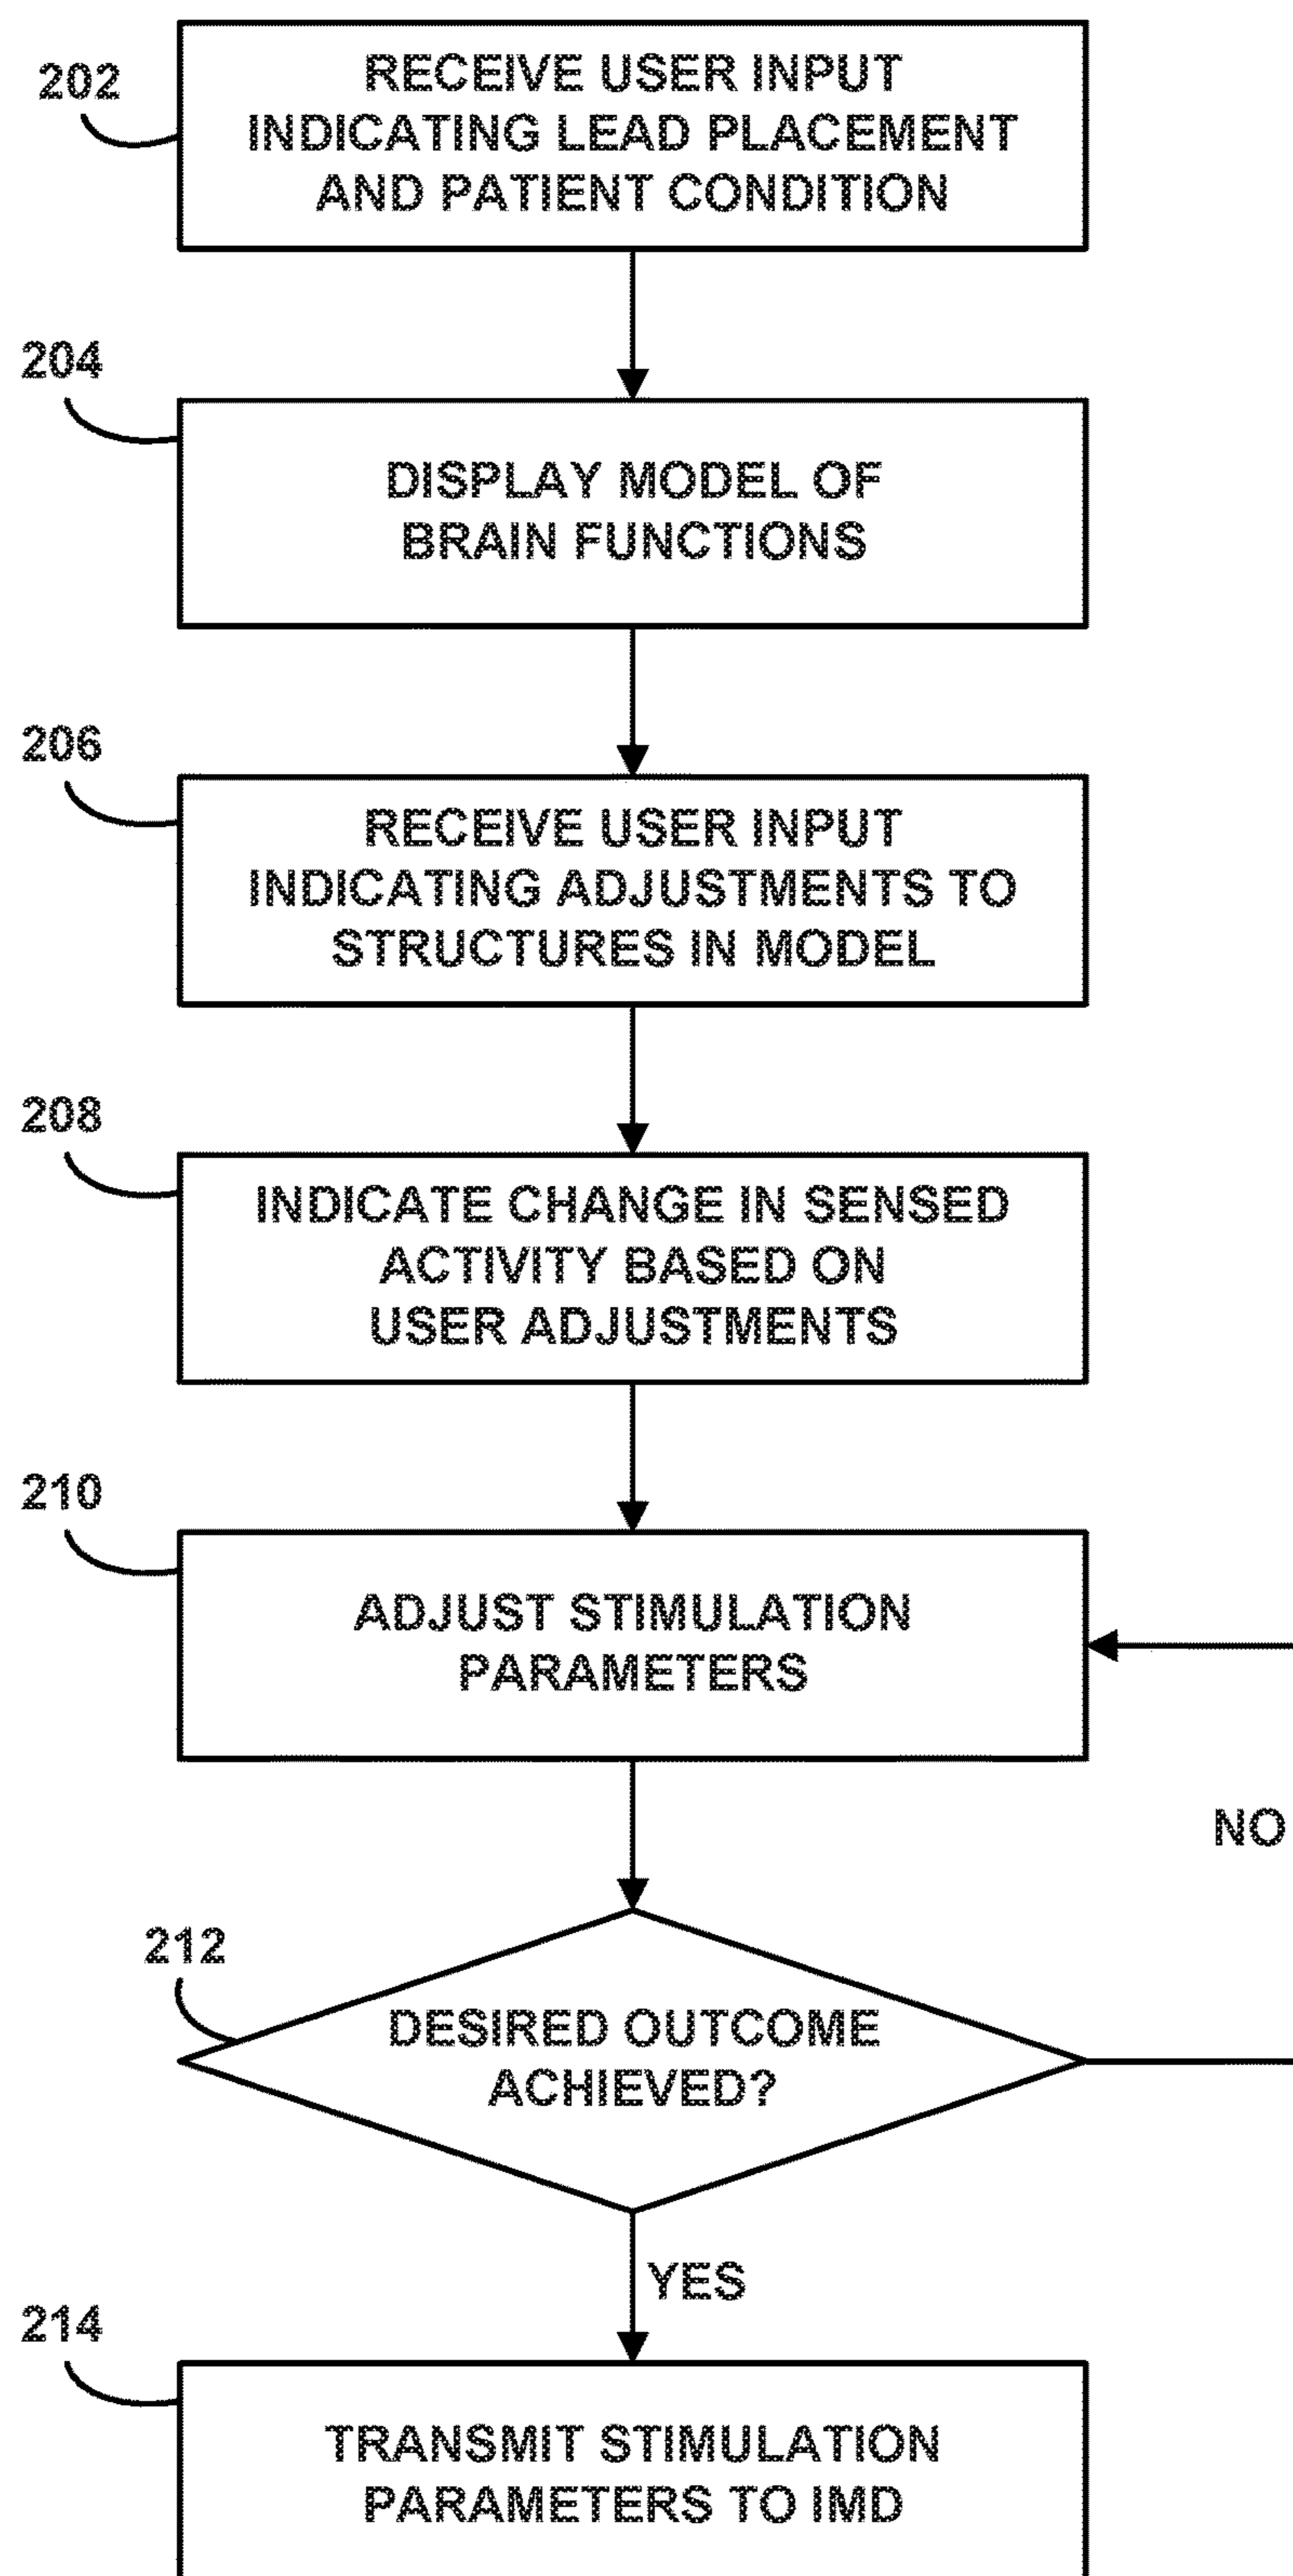 202
RECEIVE USER INPUT
INDICATING LEAD PLACEMENT
AND PATIENT CONDITION
204
DISPLAY MODEL OF
BRAIN FUNCTIONS
206
RECEIVE USER INPUT
INDICATING ADJUSTMENTS TO
STRUCTURES IN MODEL
208
INDICATE CHANGE IN SENSED
ACTIVITY BASED ON
USER ADJUSTMENTS
210
ADJUST STIMULATION
PARAMETERS
NO
212
DESIRED OUTCOME
ACHIEVED?
YES
214
TRANSMIT STIMULATION
PARAMETERS TO IMD